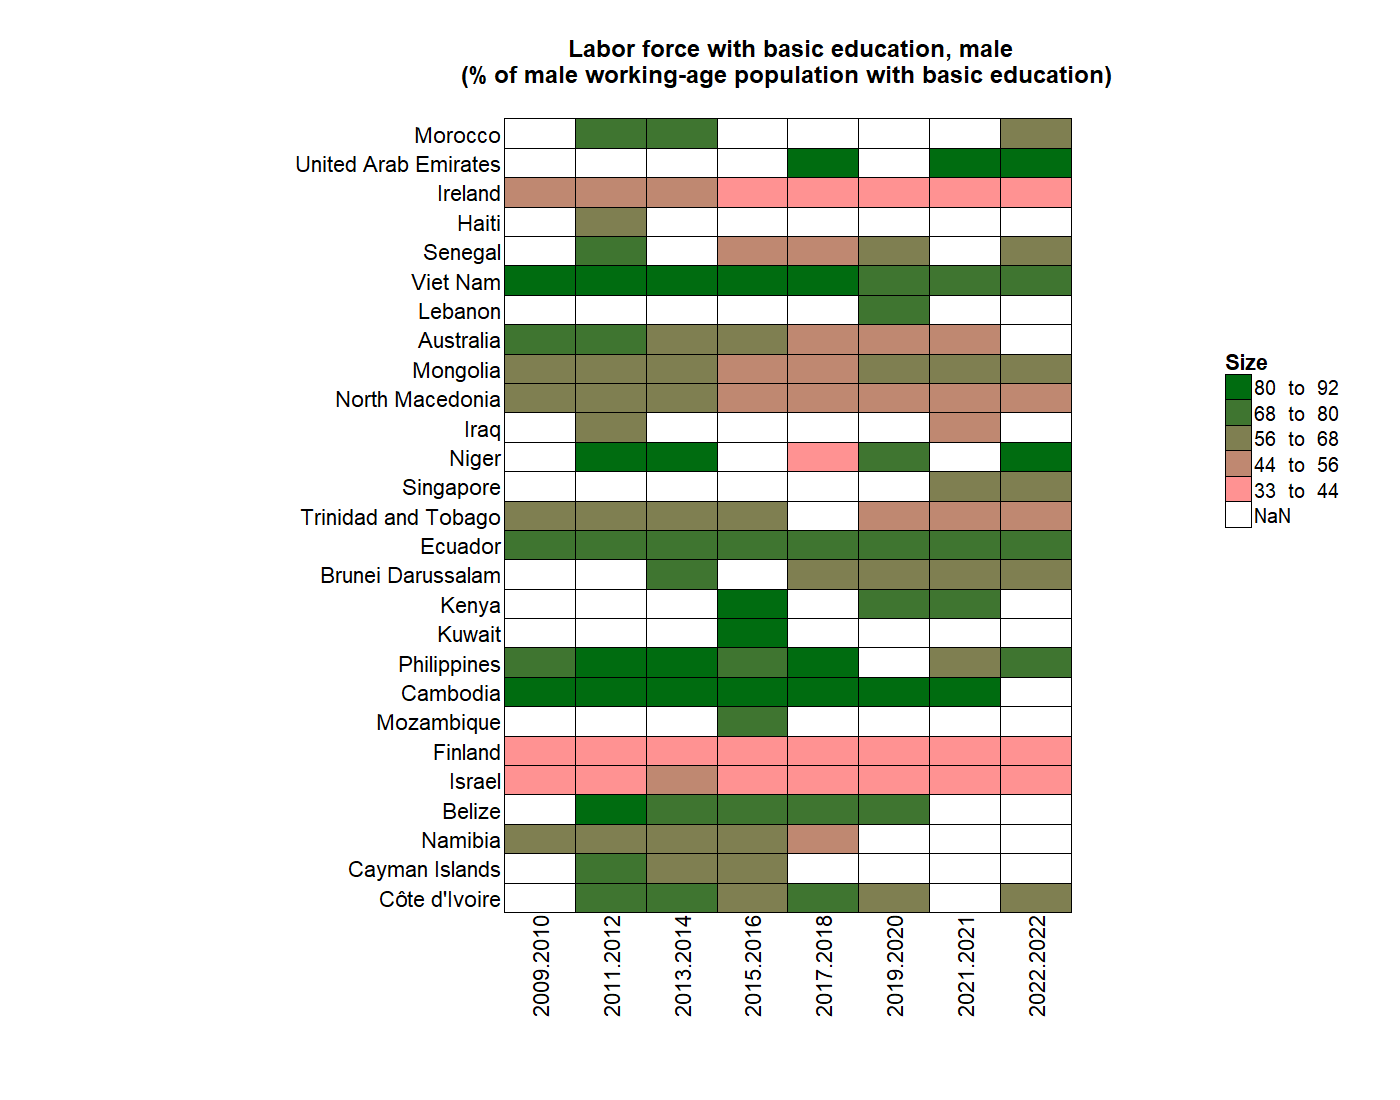 Labor force with basic education, male
(% of male working-age population with basic education)
Morocco
United Arab Emirates
Ireland
Haiti
Senegal
Viet Nam
Lebanon
Australia
Mongolia
North Macedonia
Iraq
Niger
Singapore
Trinidad and Tobago
Ecuador
Brunei Darussalam
Kenya
Kuwait
Philippines
Cambodia
Mozambique
Finland
Israel
Belize
Namibia
Cayman Islands
Côte d'Ivoire
2009.2010
2011.2012
2013.2014
2015.2016
2017.2018
2019.2020
2021.2021
2022.2022
Size
80 to 92
68 to 80
56 to 68
44 to 56
33 to 44
NaN